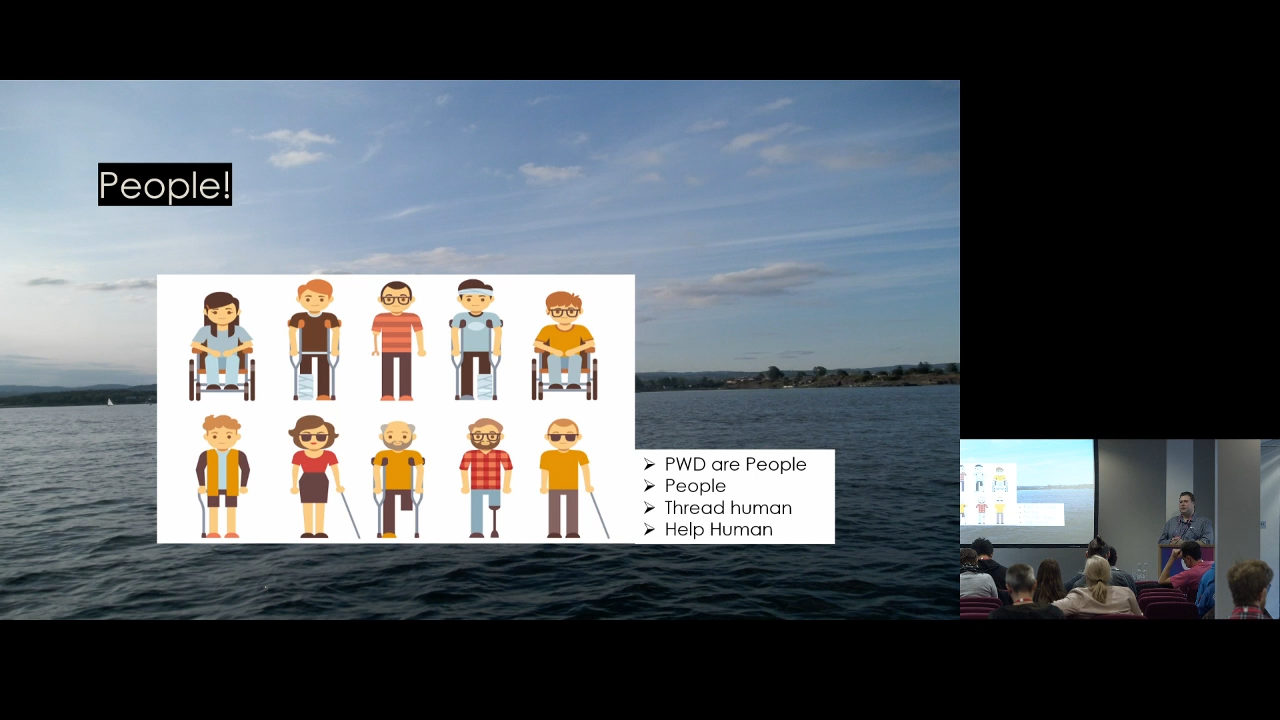 People!
➢ PWD are People
➢ People
➢ Thread human
➢ Help Human